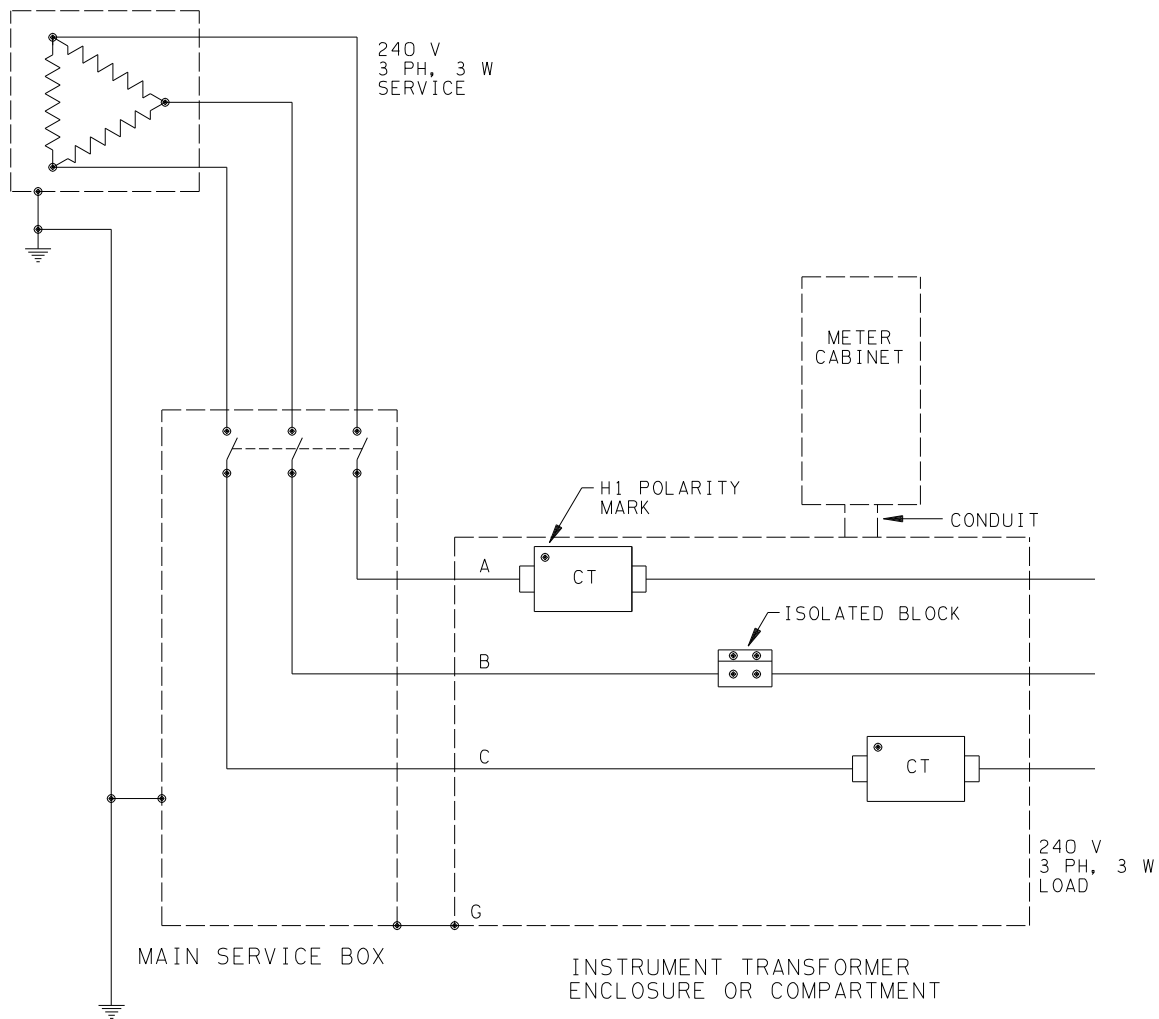 240 V
3 PH, 3 W
SERVICE
METER
CABINET
H1 POLARITY
MARK
CONDUIT
A
CT
ISOLATED BLOCK
B
C
CT
240 V
3 PH, 3 W
LOAD
G
MAIN SERVICE BOX
INSTRUMENT TRANSFORMER
ENCLOSURE OR COMPARTMENT